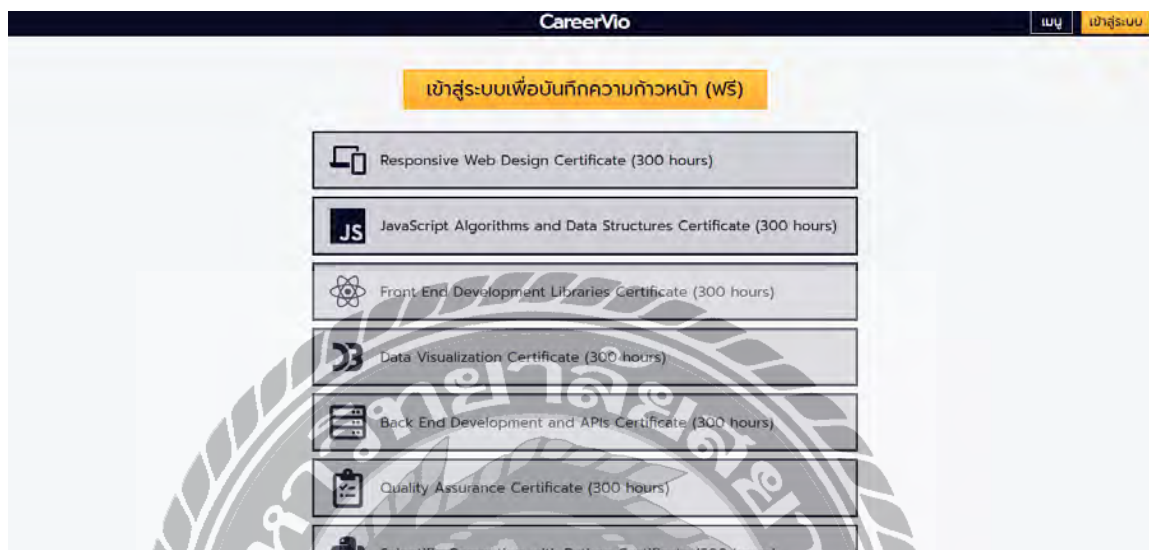 CareerVio
เมนู
เข้าสู่ระบบ
เข้าสู่ระบบเพื่อบันทึกความก้าวหน้า (ฟรี)
Responsive Web Design Certificate (300 hours)
JS
JavaScript Algorithms and Data Structures Certificate (300 hours)
Front End Development Libraries Certificate (300 hours)
Data Visualization Certificate (300 hours)
Back End Development and APIs Certificate (300 hours)
Quality Assurance Certificate (300 hours)